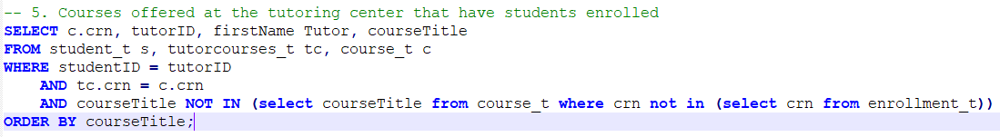 -- 5. Courses offered at the tutoring center that have students enrolled
SELECT c.crn, tutorID, firstName Tutor, courseTitle
FROM student_t s, tutorcourses_t tc, course_t c
WHERE studentID = tutorID
    AND tc.crn = c.crn
    AND courseTitle NOT IN (select courseTitle from course_t where crn not in (select crn from enrollment_t))
ORDER BY courseTitle;